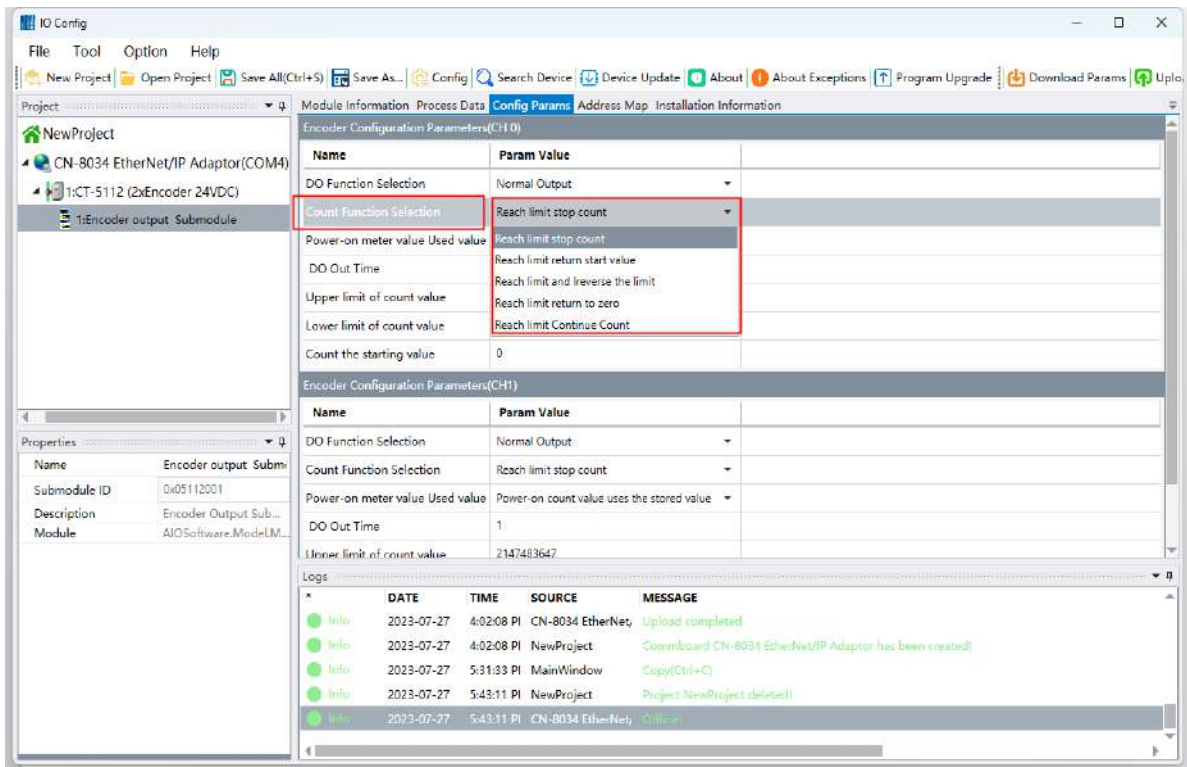 IO Config
File Tool Option Help
New Project Open Project Save All(Ctrl+S) Save As... Config Search Device Device Update About About Exceptions Program Upgrade Download Params Uplo
Project
NewProject
CN-8034 EtherNet/IP Adaptor(COM4)
1:CT-5112 (2xEncoder 24VDC)
1:Encoder output Submodule
Module Information Process Data Config Params Address Map Installation Information
Encoder Configuration Parameters(CH 0)
Name Param Value
DO Function Selection Normal Output
Count Function Selection Reach limit stop count
Power-on meter value Used value Reach limit stop count
Reach limit return start value
DO Out Time
Reach limit and Ireverse the limit
Upper limit of count value Reach limit return to zero
Lower limit of count value Reach limit Continue Count
Count the starting value 0
Encoder Configuration Parameters(CH1)
Name Param Value
DO Function Selection Normal Output
Count Function Selection Reach limit stop count
Power-on meter value Used value Power-on count value uses the stored value
DO Out Time 1
Upper limit of count value 2147483647
Properties
Name Encoder output Subm
Submodule ID 0x05112001
Description Encoder Output Sub...
Module AIOSoftware.Model.M...
Logs
* DATE TIME SOURCE MESSAGE
Info 2023-07-27 4:02:08 PI CN-8034 EtherNet, Upload completed
Info 2023-07-27 4:02:08 PI NewProject Commboard CN-8034 EtherNet/IP Adaptor has been created!
Info 2023-07-27 5:31:33 PI MainWindow Copy(Ctrl+C)
Info 2023-07-27 5:43:11 PI NewProject Project NewProject deleted!
Info 2023-07-27 5:43:11 PI CN-8034 EtherNet, Offline!